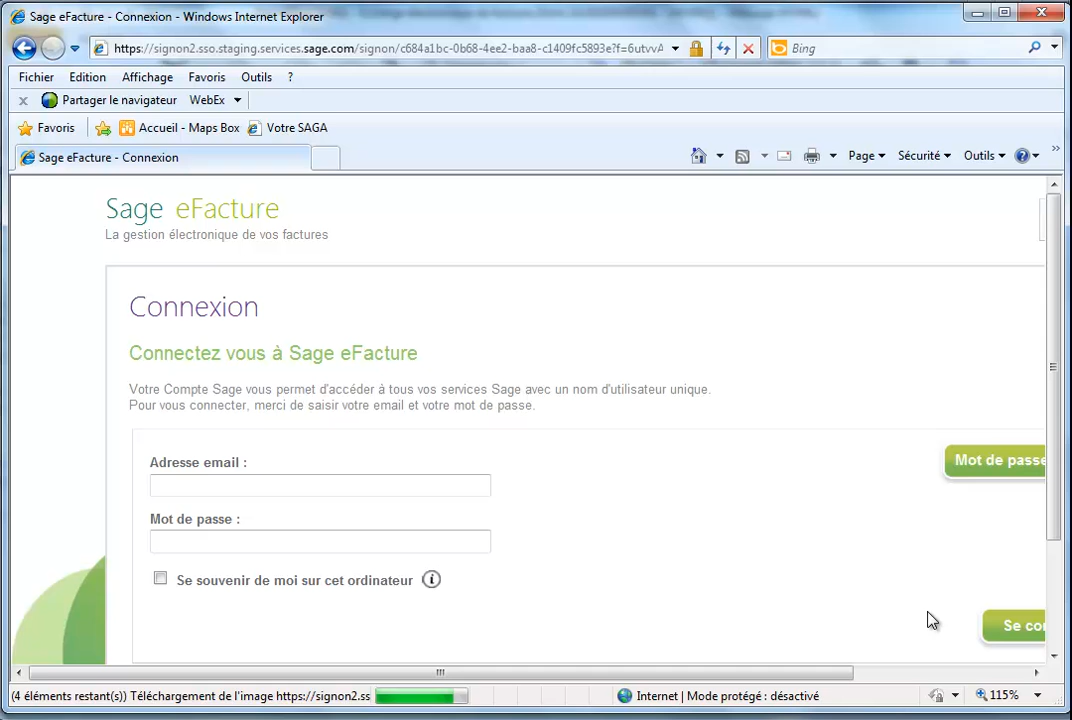 Sage eFacture - Connexion - Windows Internet Explorer
https://signon2.sso.staging.services.sage.com/signon/c684a1bc-0b68-4ee2-baa8-c1409fc5893e?f=6utvvA
Bing
Fichier Edition Affichage Favoris Outils ?
x Partager le navigateur WebEx
Favoris Accueil - Maps Box Votre SAGA
Sage eFacture - Connexion
Page Sécurité Outils
Sage eFacture
La gestion électronique de vos factures
Connexion
Connectez vous à Sage eFacture
Votre Compte Sage vous permet d'accéder à tous vos services Sage avec un nom d'utilisateur unique.
Pour vous connecter, merci de saisir votre email et votre mot de passe.
Adresse email :
Mot de passe
Mot de passe :
Se souvenir de moi sur cet ordinateur
Se con
(4 éléments restant(s)) Téléchargement de l'image https://signon2.ss
Internet | Mode protégé : désactivé
115%